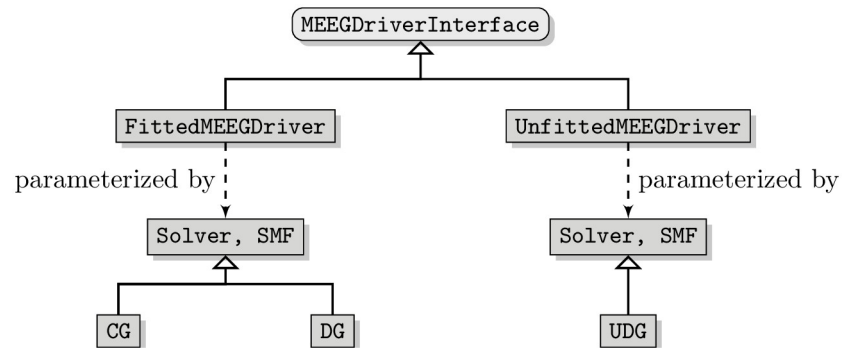 MEEGDriverInterface
FittedMEEGDriver
UnfittedMEEGDriver
parameterized by
parameterized by
Solver, SMF
Solver, SMF
CG
DG
UDG